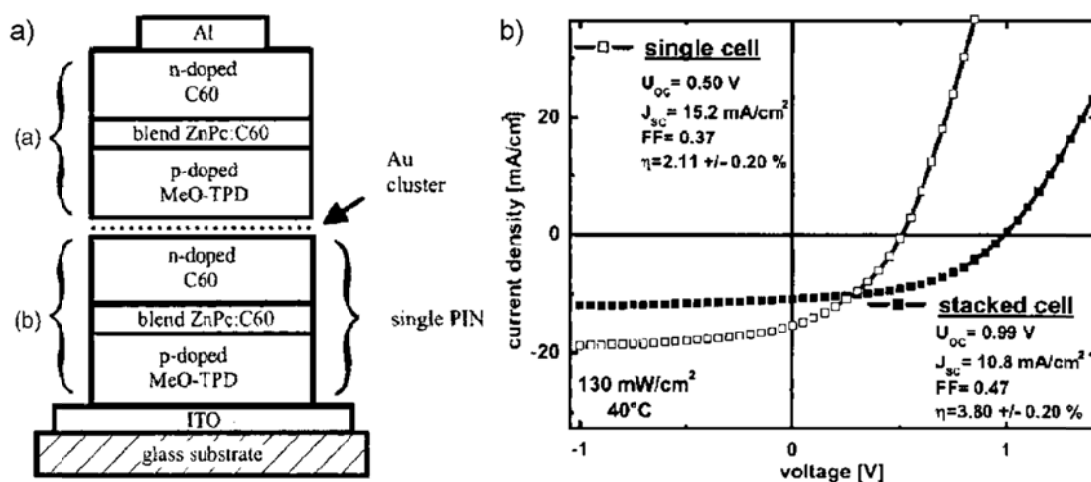 a)
Al
n-doped
C60
(a)
blend ZnPc:C60
p-doped
MeO-TPD
Au
cluster
n-doped
C60
(b)
blend ZnPc:C60
single PIN
p-doped
MeO-TPD
ITO
glass substrate
b)
single cell
U_OC = 0.50 V
J_SC = 15.2 mA/cm²
FF= 0.37
η=2.11 +/- 0.20 %
current density [mA/cm²]
20
0
-20
stacked cell
U_OC = 0.99 V
J_SC = 10.8 mA/cm²
FF = 0.47
η=3.80 +/- 0.20 %
130 mW/cm²
40°C
-1
0
1
voltage [V]